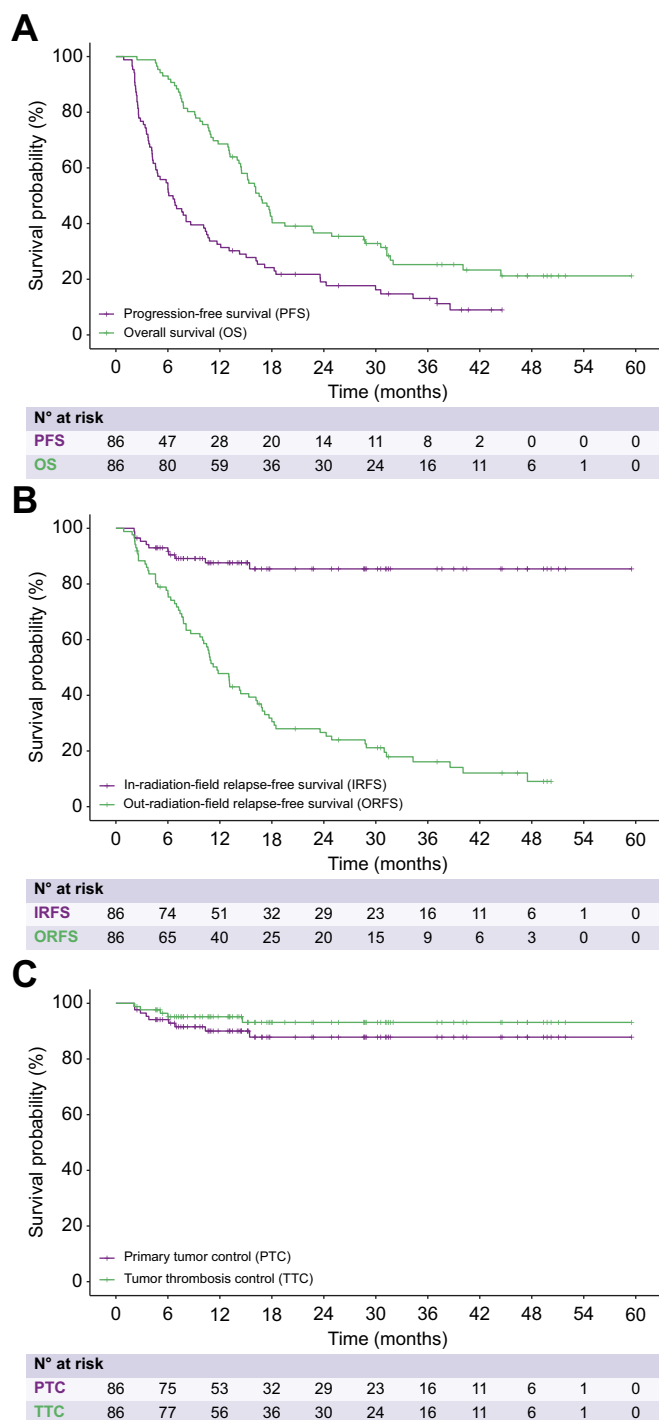 A
Survival probability (%)
100
80
60
40
20
0
Progression-free survival (PFS)
Overall survival (OS)
0 6 12 18 24 30 36 42 48 54 60
Time (months)
N° at risk
PFS 86 47 28 20 14 11 8 2 0 0 0
OS 86 80 59 36 30 24 16 11 6 1 0
B
Survival probability (%)
100
80
60
40
20
0
In-radiation-field relapse-free survival (IRFS)
Out-radiation-field relapse-free survival (ORFS)
0 6 12 18 24 30 36 42 48 54 60
Time (months)
N° at risk
IRFS 86 74 51 32 29 23 16 11 6 1 0
ORFS 86 65 40 25 20 15 9 6 3 0 0
C
Survival probability (%)
100
80
60
40
20
0
Primary tumor control (PTC)
Tumor thrombosis control (TTC)
0 6 12 18 24 30 36 42 48 54 60
Time (months)
N° at risk
PTC 86 75 53 32 29 23 16 11 6 1 0
TTC 86 77 56 36 30 24 16 11 6 1 0